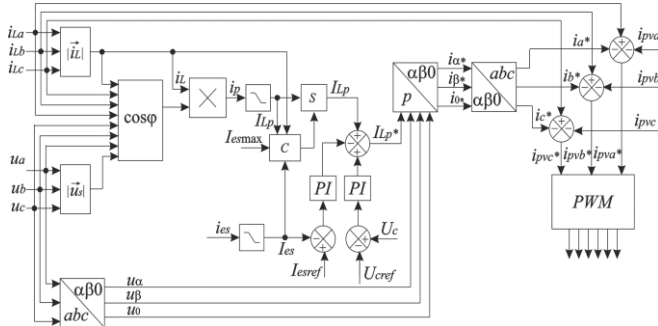 iLa
iLb
iLc
|iL|
iL
cosφ
ip
ILp
S
ILp
Iesmax
C
ua
ub
uc
|us|
PI
PI
ies
Ies
Iesref
Uc
Ucref
ILp*
αβ0
p
iα*
iβ*
i0*
abc
αβ0
ia*
ib*
ic*
ipva
ipvb
ipvc
ipvc*
ipvb*
ipva*
PWM
αβ0
abc
uα
uβ
u0